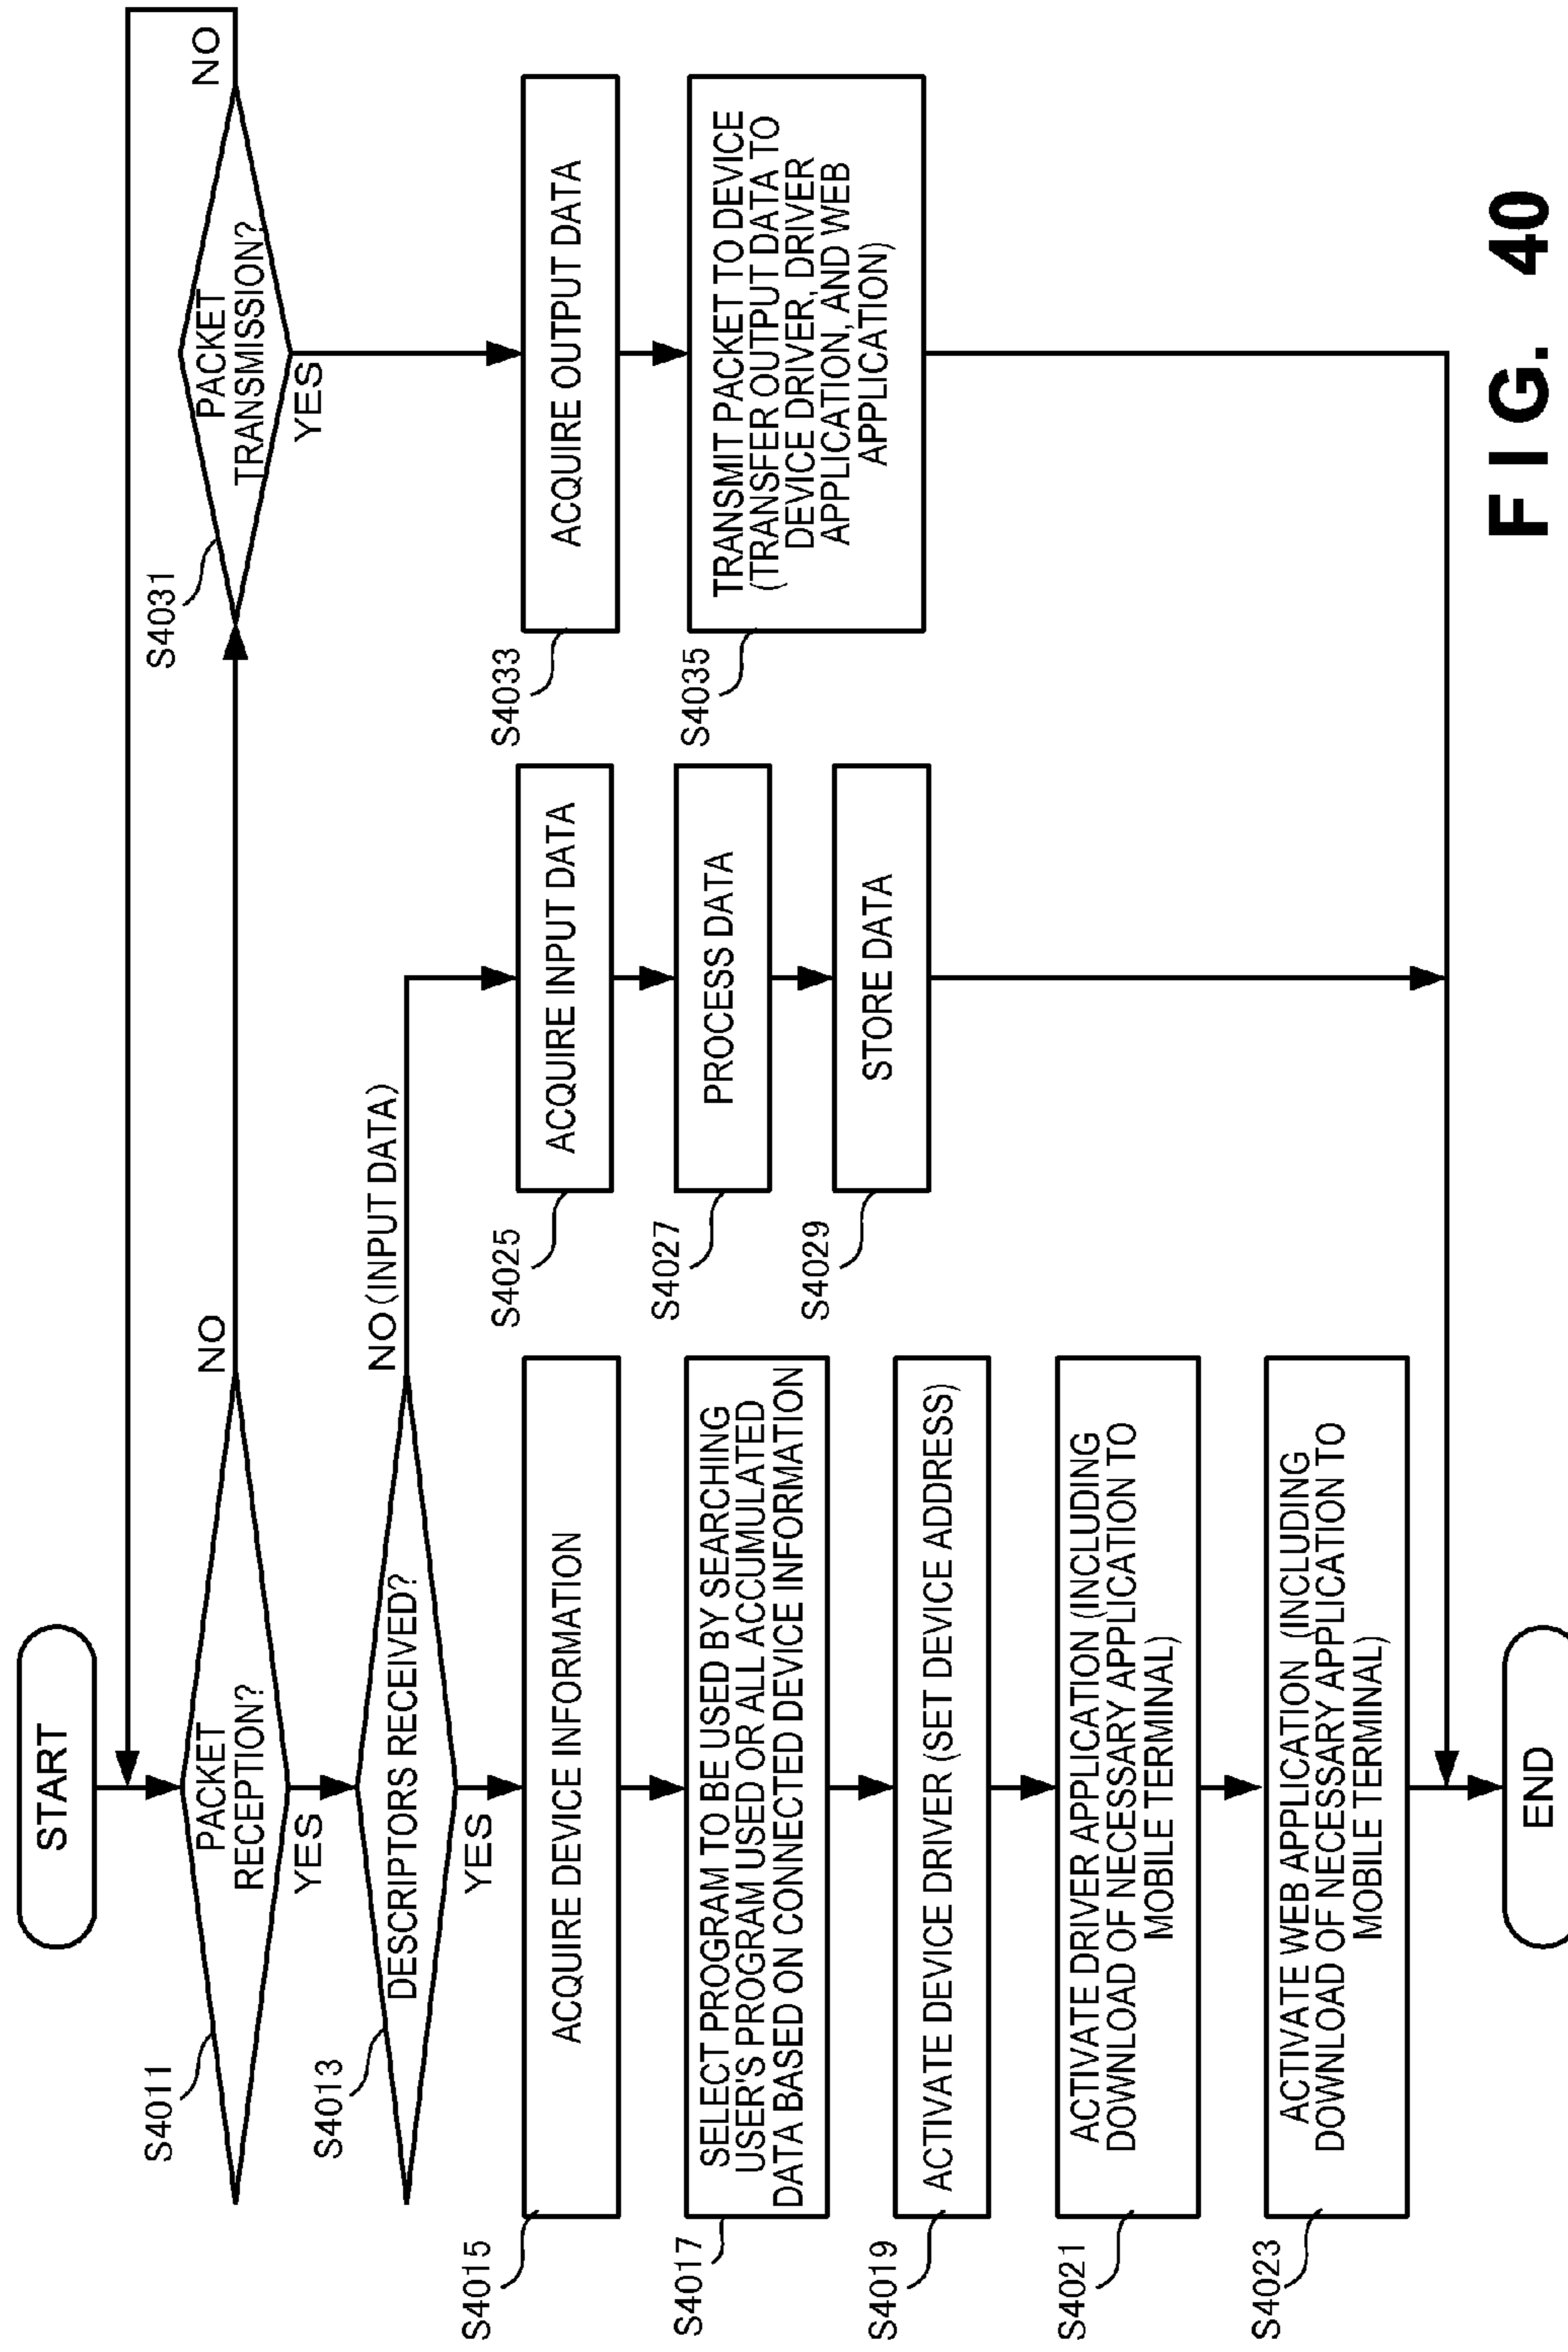 START
S4011
PACKET
RECEPTION?
NO
YES
S4013
DESCRIPTORS RECEIVED?
NO(INPUT DATA)
YES
S4015
ACQUIRE DEVICE INFORMATION
S4017
SELECT PROGRAM TO BE USED BY SEARCHING
USER'S PROGRAM USED OR ALL ACCUMULATED
DATA BASED ON CONNECTED DEVICE INFORMATION
S4019
ACTIVATE DEVICE DRIVER (SET DEVICE ADDRESS)
S4021
ACTIVATE DRIVER APPLICATION (INCLUDING
DOWNLOAD OF NECESSARY APPLICATION TO
MOBILE TERMINAL)
S4023
ACTIVATE WEB APPLICATION (INCLUDING
DOWNLOAD OF NECESSARY APPLICATION TO
MOBILE TERMINAL)
END
S4025
ACQUIRE INPUT DATA
S4027
PROCESS DATA
S4029
STORE DATA
S4031
PACKET
TRANSMISSION?
NO
YES
S4033
ACQUIRE OUTPUT DATA
S4035
TRANSMIT PACKET TO DEVICE
(TRANSFER OUTPUT DATA TO
DEVICE DRIVER, DRIVER
APPLICATION, AND WEB
APPLICATION)
FIG. 40